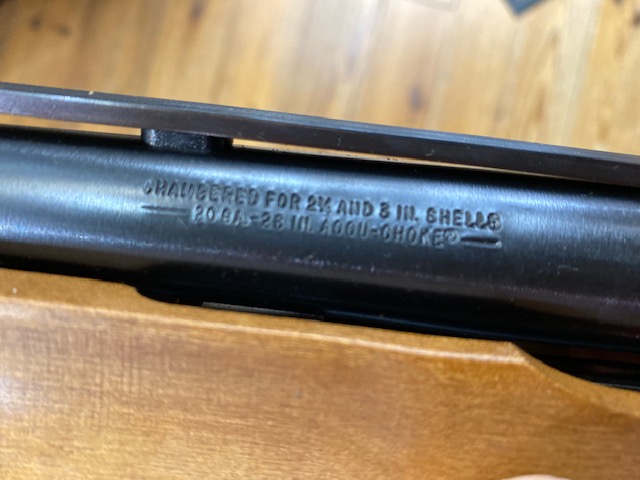 CHAMBERED FOR 2¾ AND 3 IN. SHELLS
20 GA.-26 IN. ACCU-CHOKE®